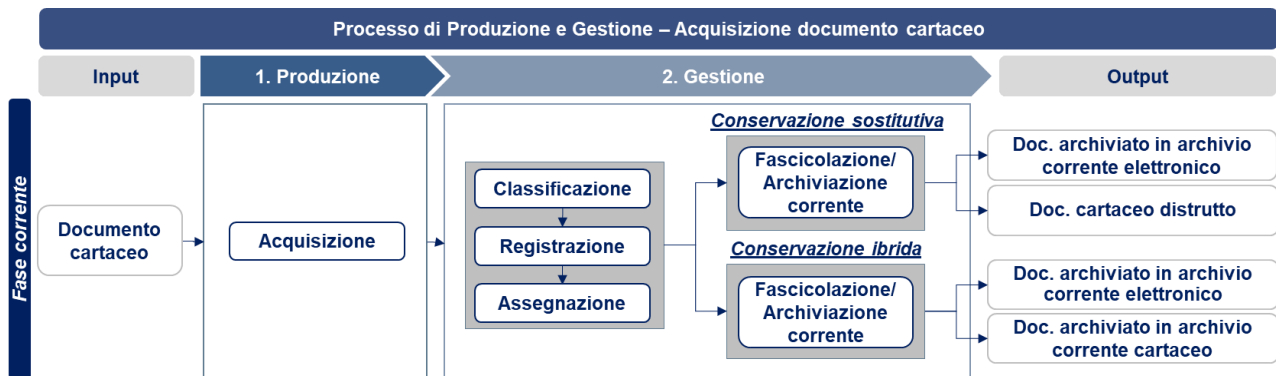 Processo di Produzione e Gestione – Acquisizione documento cartaceo
Input
1. Produzione
2. Gestione
Output
Fase corrente
Documento
cartaceo
Acquisizione
Classificazione
Registrazione
Assegnazione
Conservazione sostitutiva
Fascicolazione/
Archiviazione
corrente
Conservazione ibrida
Fascicolazione/
Archiviazione
corrente
Doc. archiviato in archivio
corrente elettronico
Doc. cartaceo distrutto
Doc. archiviato in archivio
corrente elettronico
Doc. archiviato in archivio
corrente cartaceo